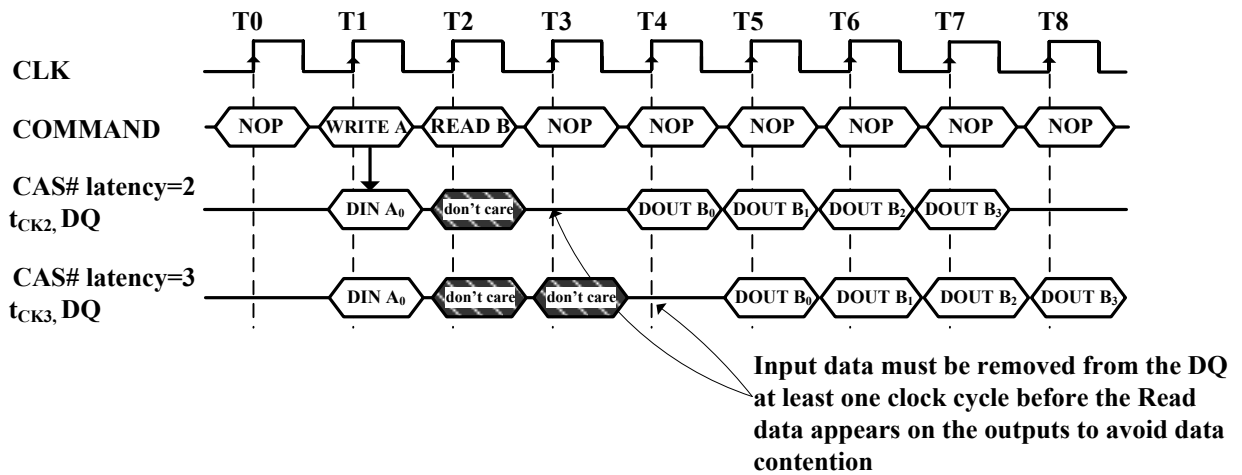 T0 T1 T2 T3 T4 T5 T6 T7 T8
CLK
COMMAND NOP WRITE A READ B NOP NOP NOP NOP NOP NOP
CAS# latency=2
tCK2, DQ DIN A0 don't care DOUT B0 DOUT B1 DOUT B2 DOUT B3
CAS# latency=3
tCK3, DQ DIN A0 don't care don't care DOUT B0 DOUT B1 DOUT B2 DOUT B3
Input data must be removed from the DQ
at least one clock cycle before the Read
data appears on the outputs to avoid data
contention